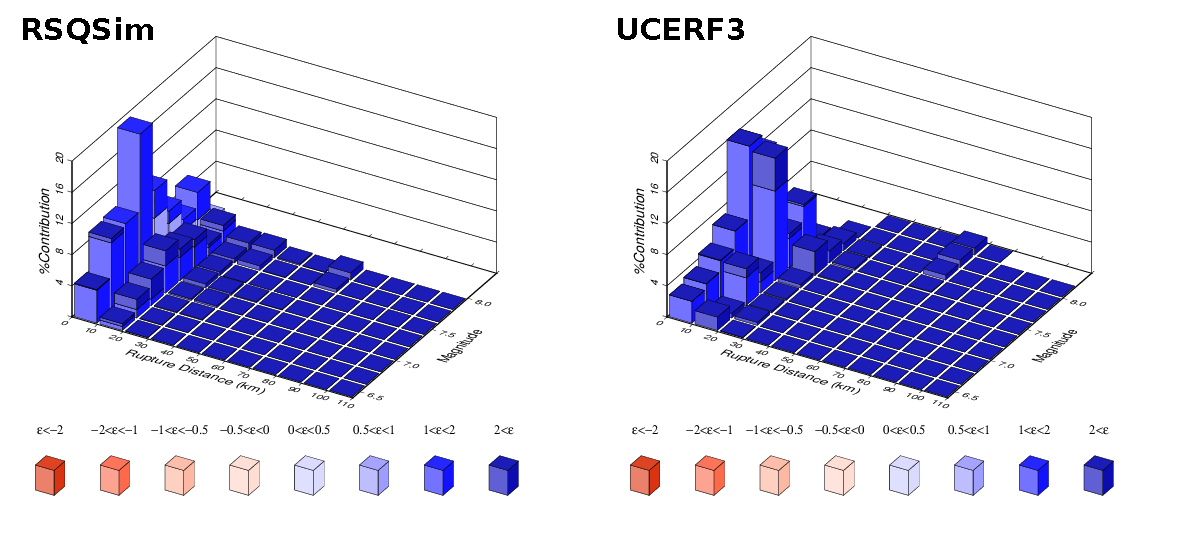 RSQSim
%Contribution
20
16
12
8
4
0
10
20
30
40
50
60
70
80
90
100
110
Rupture Distance (km)
6.5
7.0
7.5
8.0
Magnitude
ε<−2
−2<ε<−1
−1<ε<−0.5
−0.5<ε<0
0<ε<0.5
0.5<ε<1
1<ε<2
2<ε
UCERF3
%Contribution
20
16
12
8
4
0
10
20
30
40
50
60
70
80
90
100
110
Rupture Distance (km)
6.5
7.0
7.5
8.0
Magnitude
ε<−2
−2<ε<−1
−1<ε<−0.5
−0.5<ε<0
0<ε<0.5
0.5<ε<1
1<ε<2
2<ε